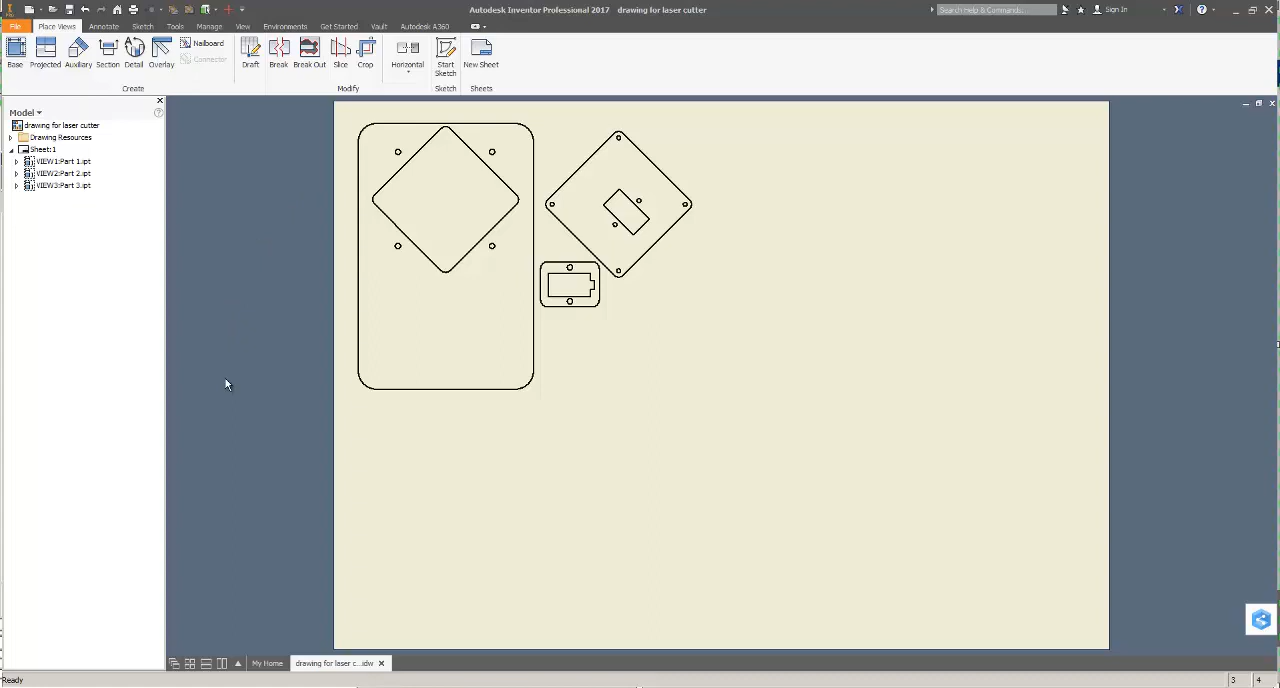 Autodesk Inventor Professional 2017 drawing for laser cutter
Search Help & Commands...
Sign In
File Place Views Annotate Sketch Tools Manage View Environments Get Started Vault Autodesk A360
Base Projected Auxiliary Section Detail Overlay Nailboard
Connector
Draft Break Break Out Slice Crop Horizontal Start Sketch New Sheet
Create Modify Sketch Sheets
Model
drawing for laser cutter
Drawing Resources
Sheet:1
VIEW1:Part 1.ipt
VIEW2:Part 2.ipt
VIEW3:Part 3.ipt
My Home drawing for laser c...idw
Ready 3 4